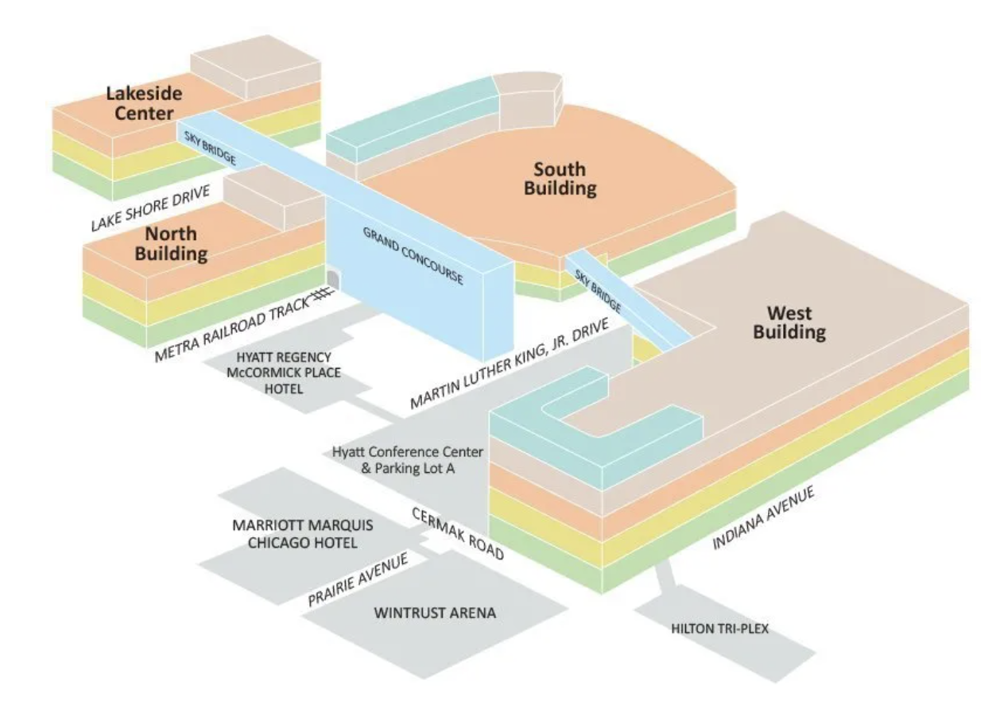 Lakeside
Center
SKY BRIDGE
South
Building
LAKE SHORE DRIVE
North
Building
GRAND CONCOURSE
SKY BRIDGE
West
Building
METRA RAILROAD TRACK
HYATT REGENCY
McCORMICK PLACE
HOTEL
MARTIN LUTHER KING, JR. DRIVE
Hyatt Conference Center
& Parking Lot A
CERMAK ROAD
INDIANA AVENUE
MARRIOTT MARQUIS
CHICAGO HOTEL
PRAIRIE AVENUE
WINTRUST ARENA
HILTON TRI-PLEX